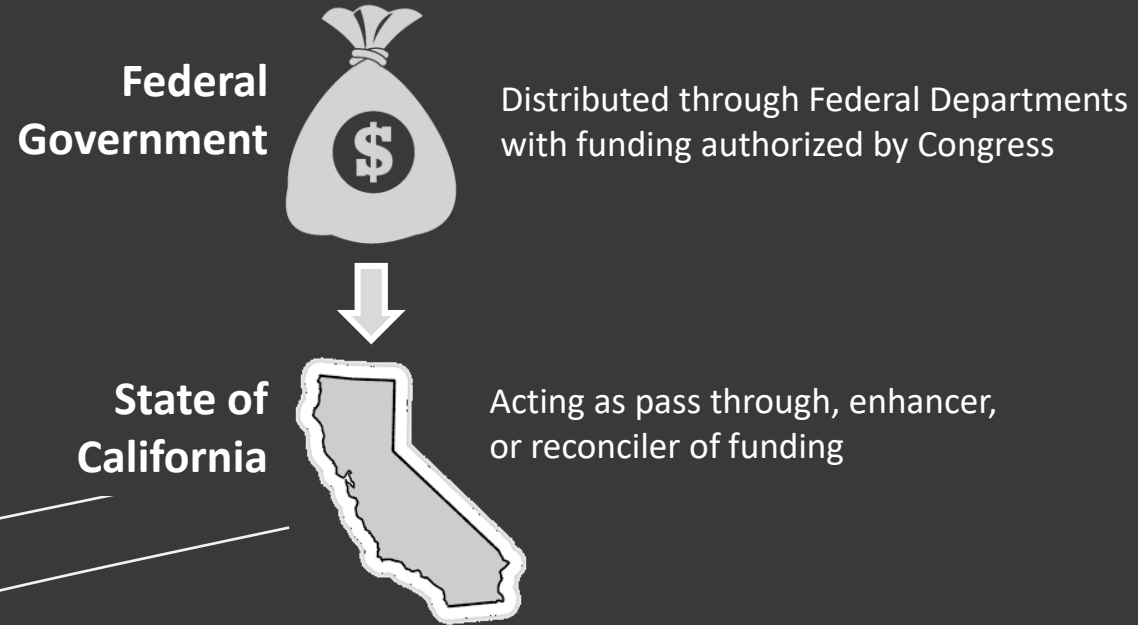 Federal
Government
$
Distributed through Federal Departments
with funding authorized by Congress
State of
California
Acting as pass through, enhancer,
or reconciler of funding